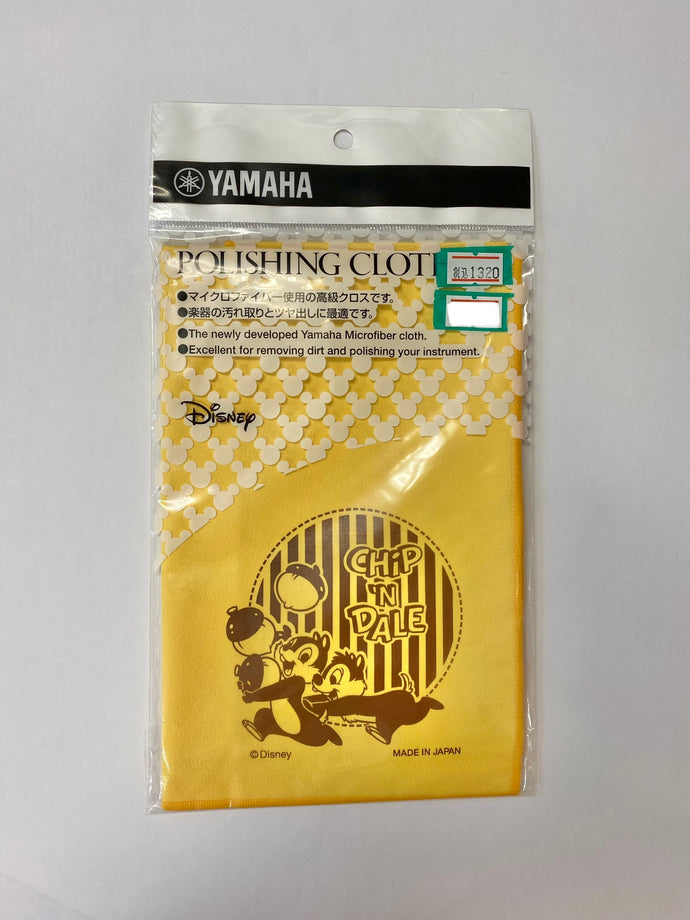 YAMAHA
POLISHING CLOT
税込1320
●マイクロファイバー使用の高級クロスです。
●楽器の汚れ取りとツヤ出しに最適です。
●The newly developed Yamaha Microfiber cloth.
●Excellent for removing dirt and polishing your instrument.
Disney
CHIP
'N
DALE
©Disney
MADE IN JAPAN